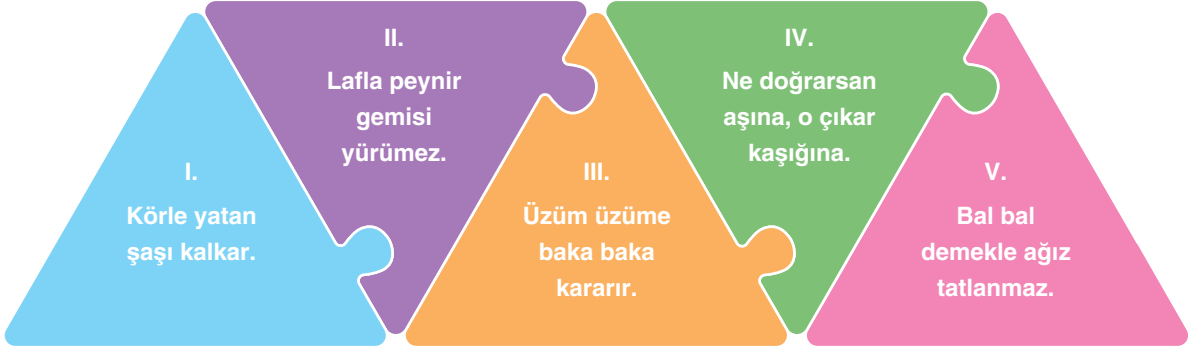 I.
Körle yatan
şaşı kalkar.
II.
Lafla peynir
gemisi
yürümez.
III.
Üzüm üzüme
baka baka
kararır.
IV.
Ne doğrarsan
aşına, o çıkar
kaşığına.
V.
Bal bal
demekle ağız
tatlanmaz.